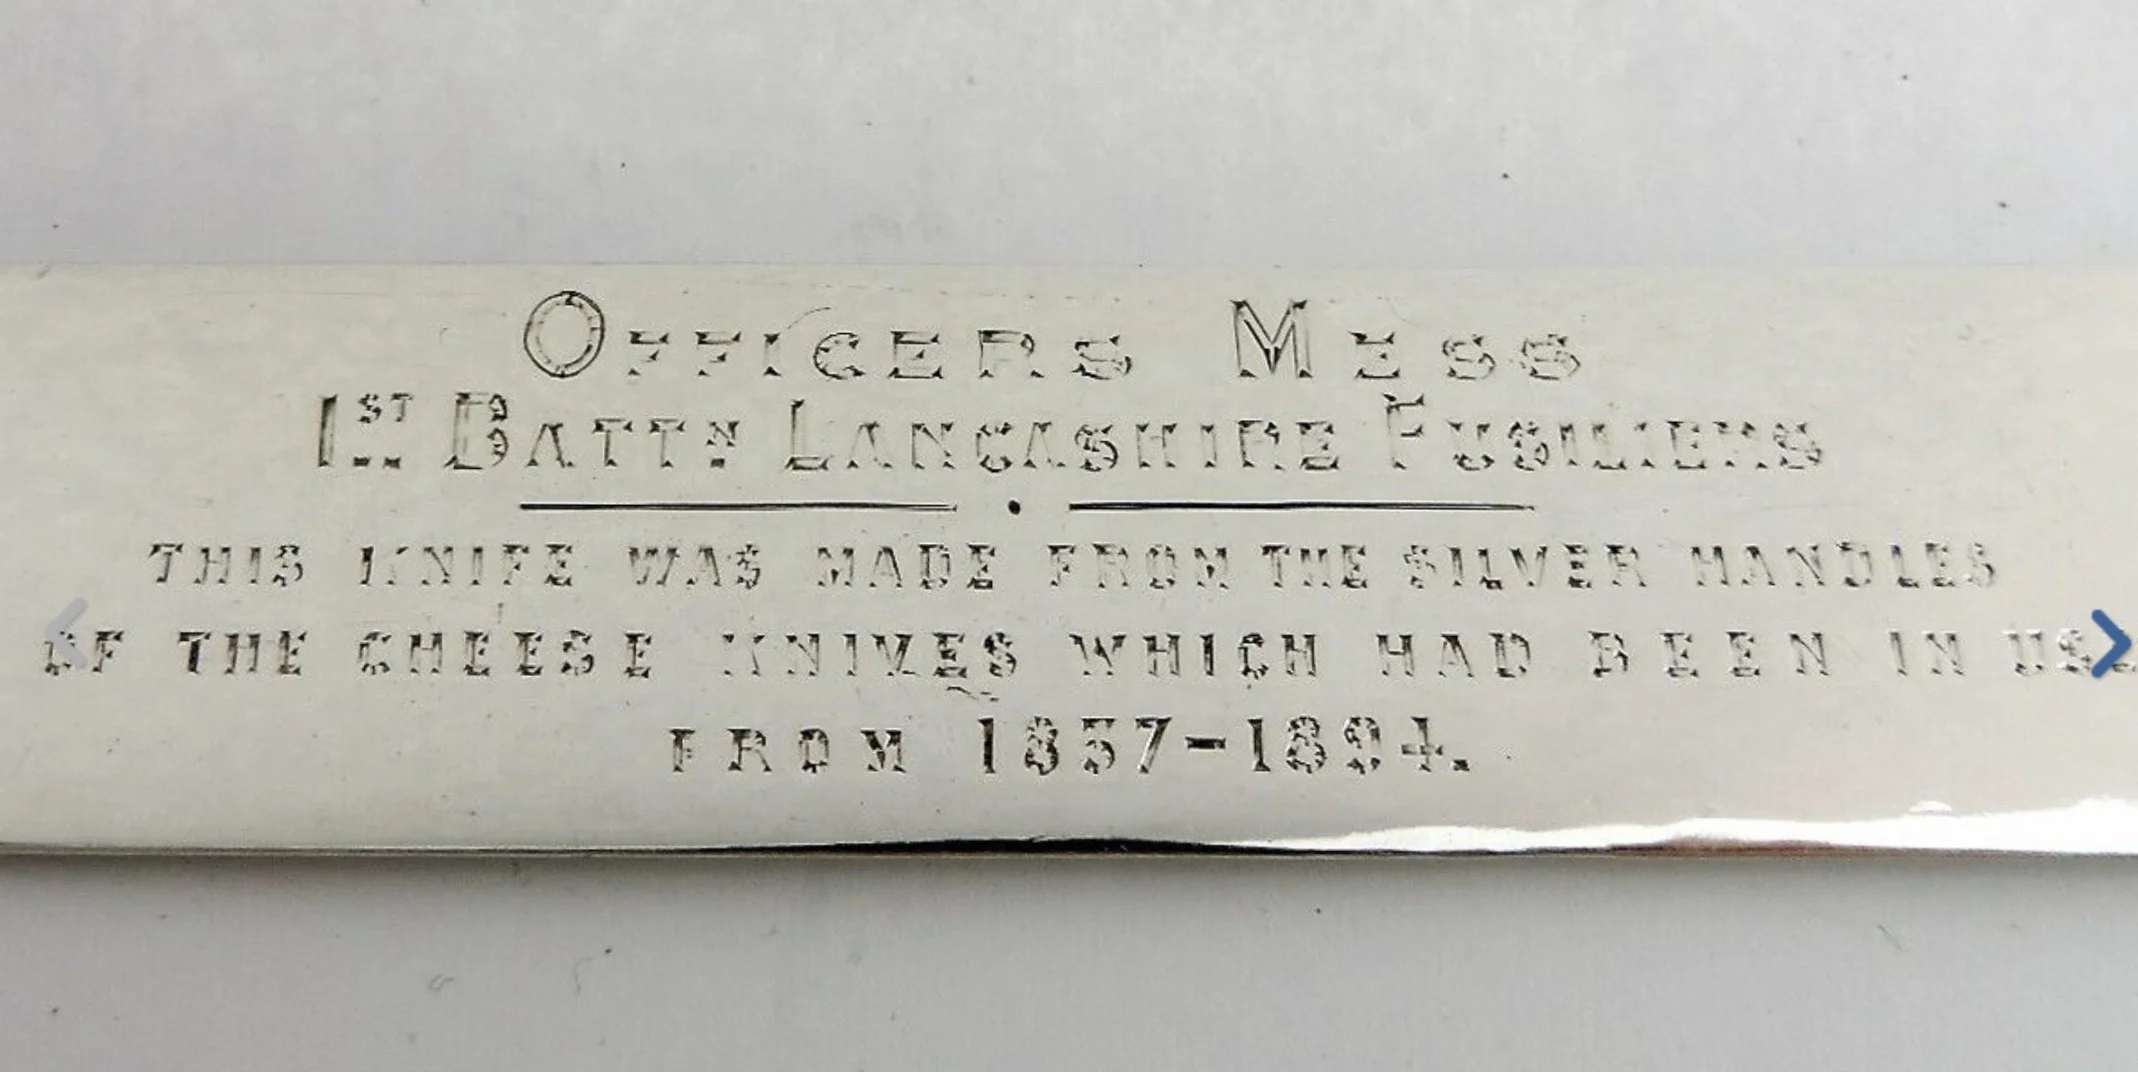 OFFICERS MESS
1ST BATTN LANCASHIRE FUSILIERS
THIS KNIFE WAS MADE FROM THE SILVER HANDLES
OF THE CHEESE KNIVES WHICH HAD BEEN IN USE
FROM 1857-1894.